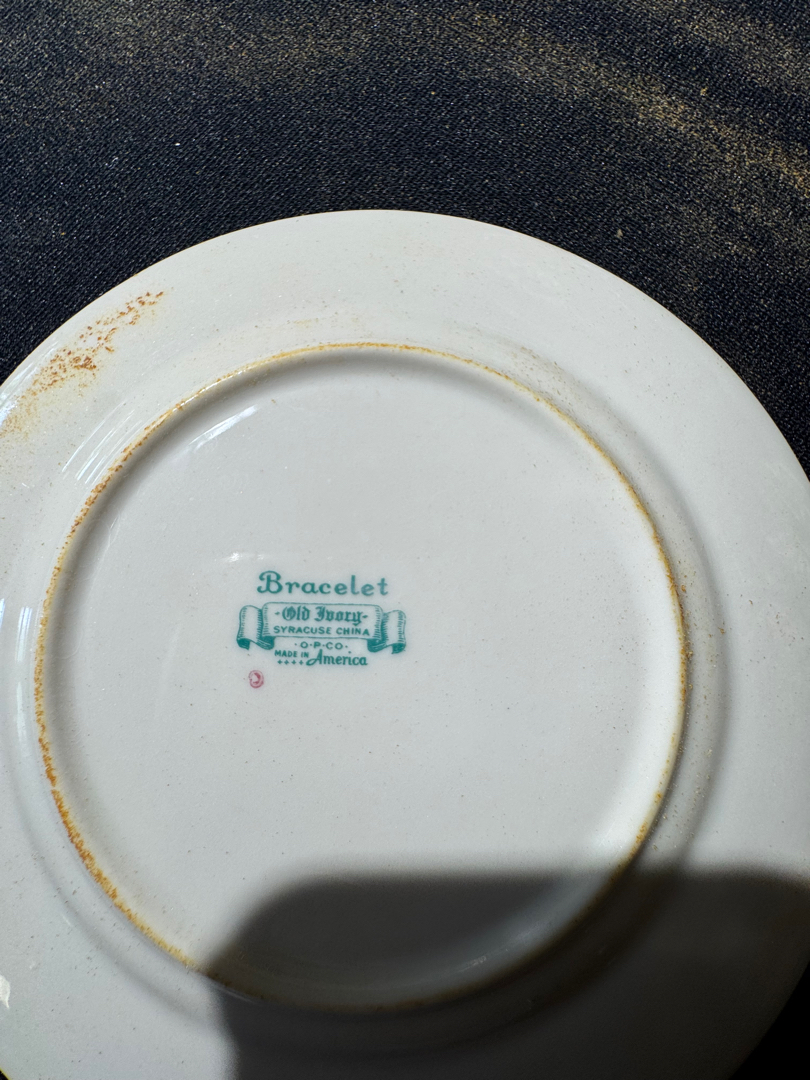 Bracelet
-Old Ivory-
SYRACUSE CHINA
·O·P·CO·
MADE IN America